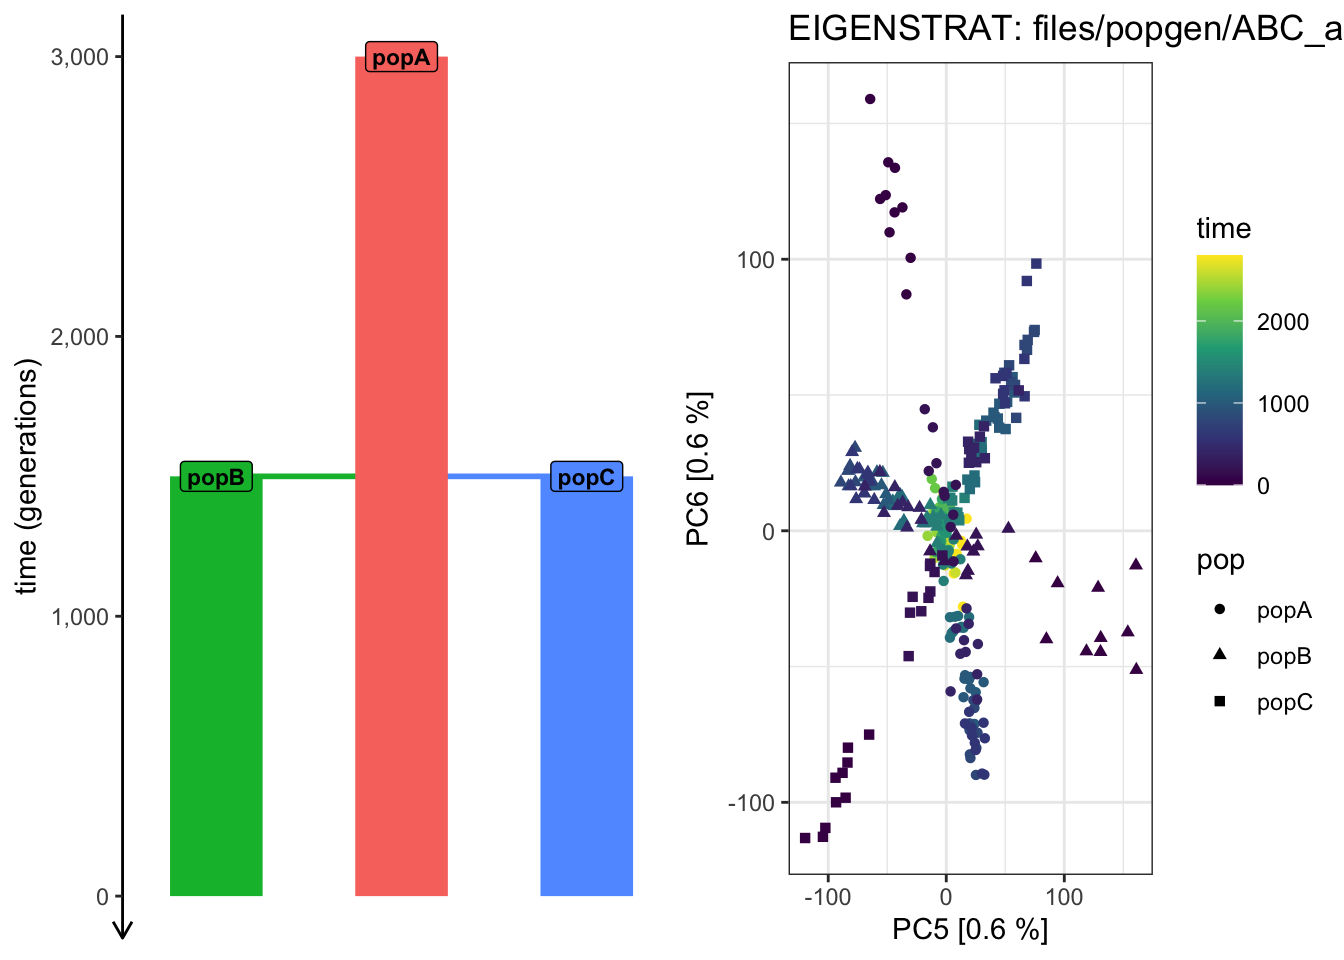 time (generations)
3,000
2,000
1,000
0
popA
popB
popC
EIGENSTRAT: files/popgen/ABC_a
PC6 [0.6 %]
100
0
-100
-100
0
100
PC5 [0.6 %]
time
2000
1000
0
pop
popA
popB
popC